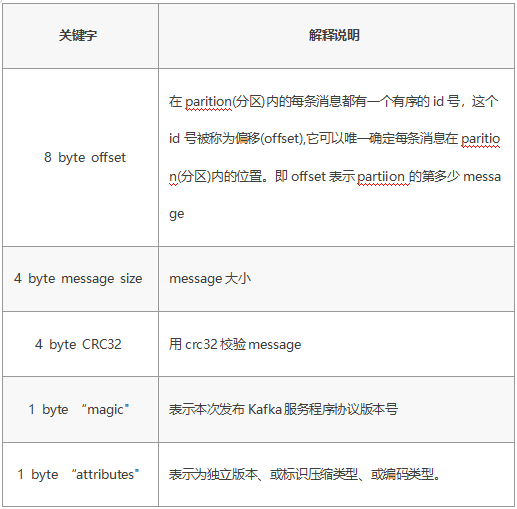 关键字
解释说明
8 byte offset
在 parition(分区)内的每条消息都有一个有序的 id 号，这个
id 号被称为偏移(offset),它可以唯一确定每条消息在 paritio
n(分区)内的位置。即 offset 表示 partiion 的第多少 messa
ge
4 byte message size
message 大小
4 byte CRC32
用 crc32 校验 message
1 byte “magic"
表示本次发布 Kafka 服务程序协议版本号
1 byte “attributes"
表示为独立版本、或标识压缩类型、或编码类型。